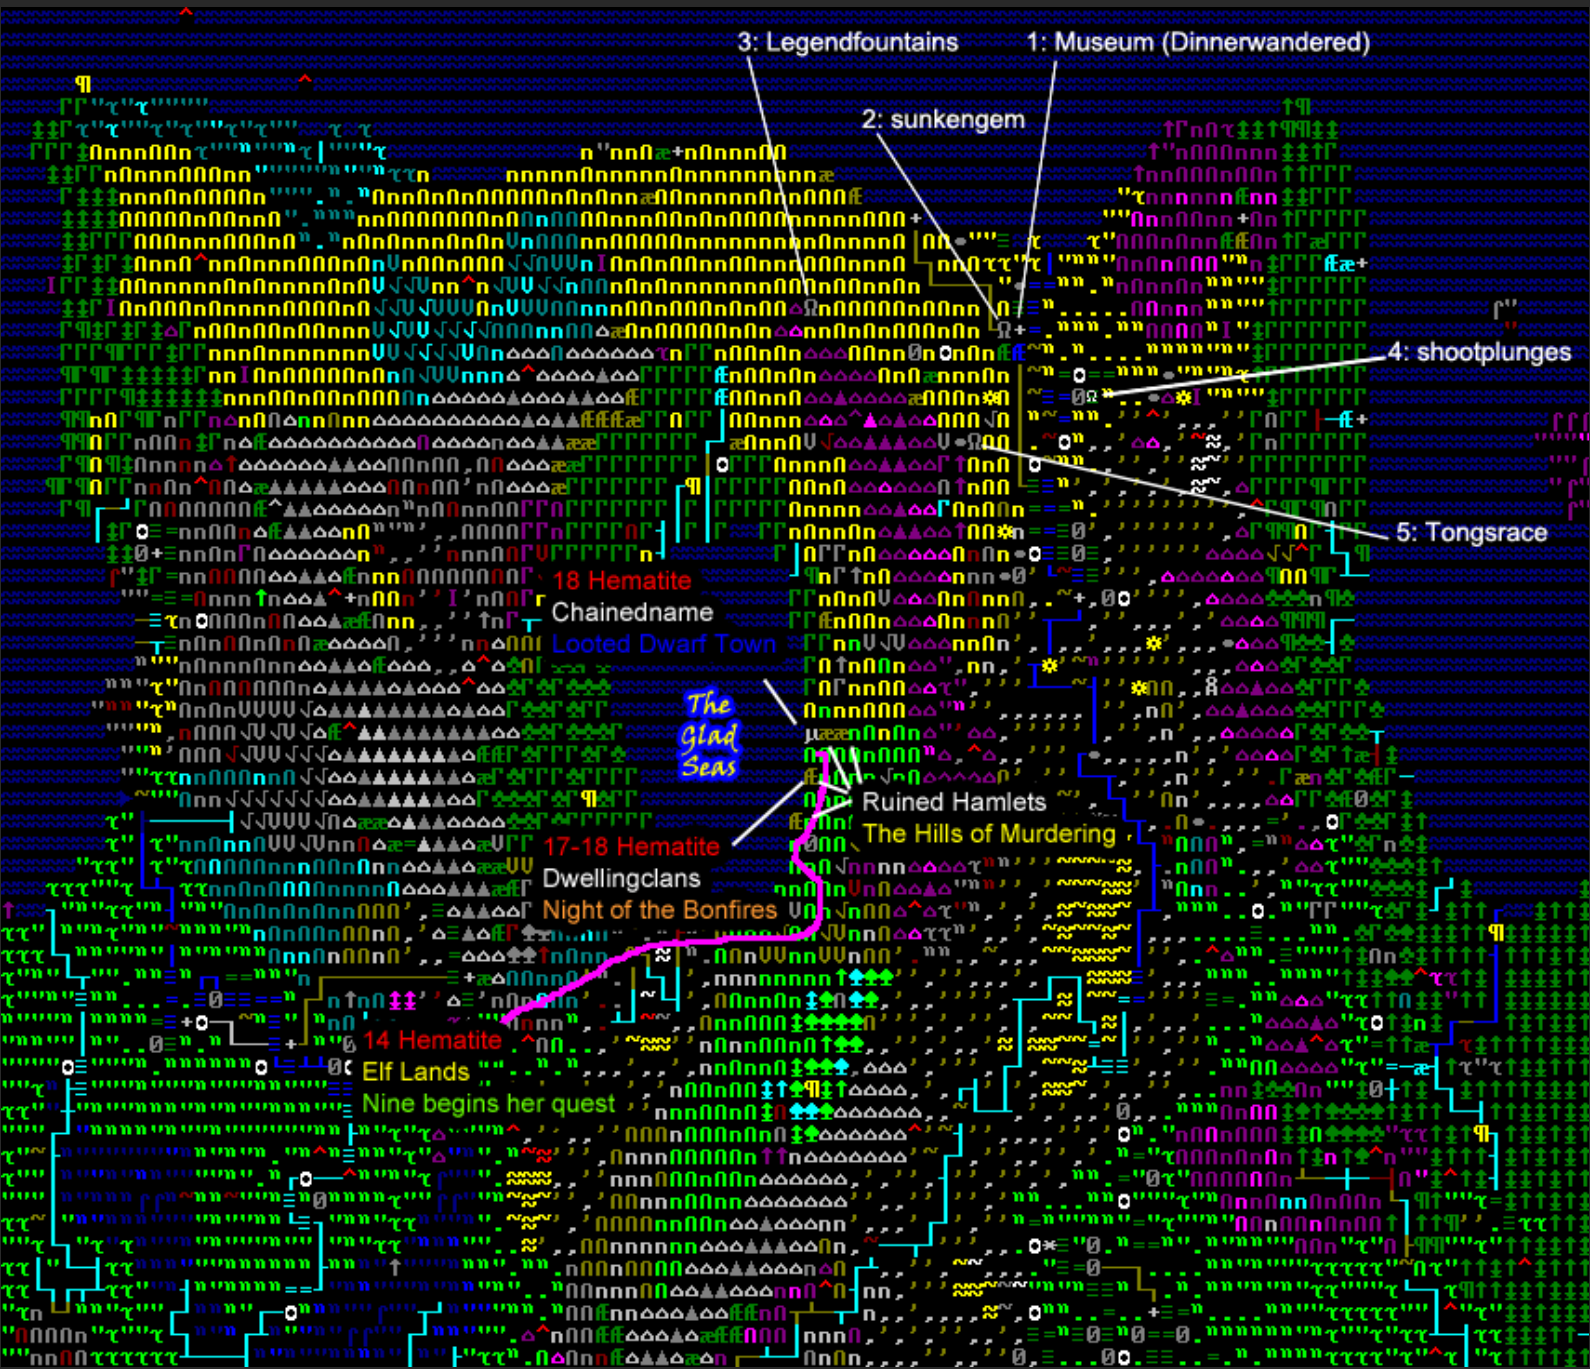 3: Legendfountains
1: Museum (Dinnerwandered)
2: sunkengem
4: shootplunges
5: Tongsrace
18 Hematite
Chainedname
Looted Dwarf Town
The
Glad
Seas
Ruined Hamlets
The Hills of Murdering
17-18 Hematite
Dwellingclans
Night of the Bonfires
14 Hematite
Elf Lands
Nine begins her quest